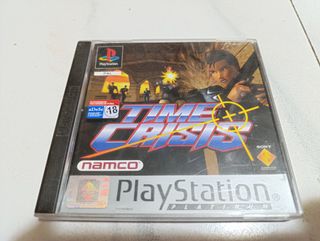 PlayStation
18
TIME
CRISIS
namco
SONY
PlayStation
PLATINUM